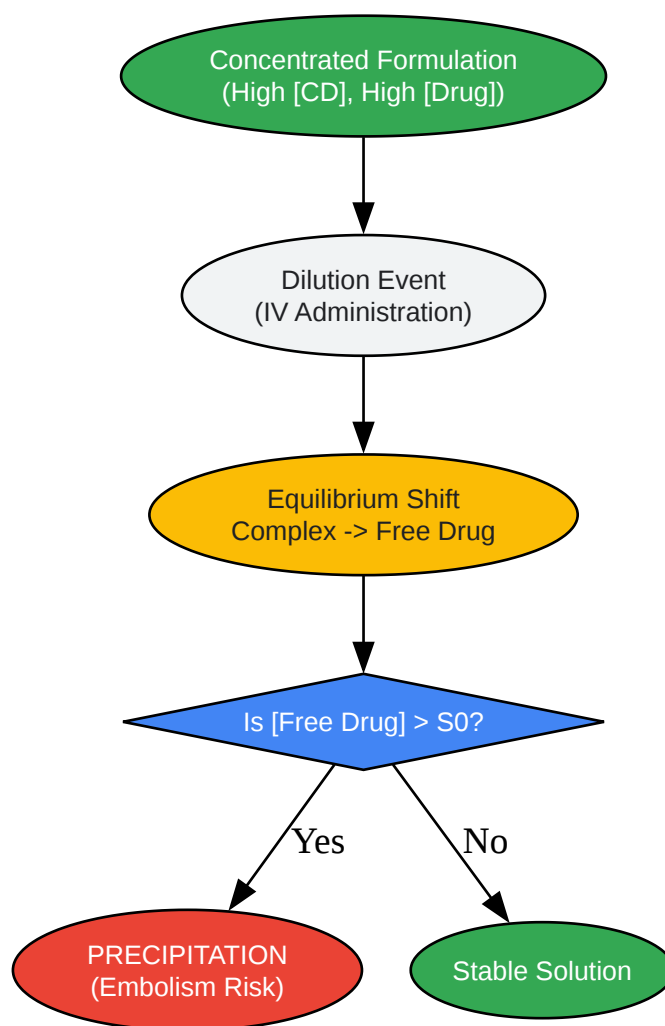 Concentrated Formulation
(High [CD], High [Drug])
Dilution Event
(IV Administration)
Equilibrium Shift
Complex -> Free Drug
Is [Free Drug] > S0?
Yes
No
PRECIPITATION
(Embolism Risk)
Stable Solution